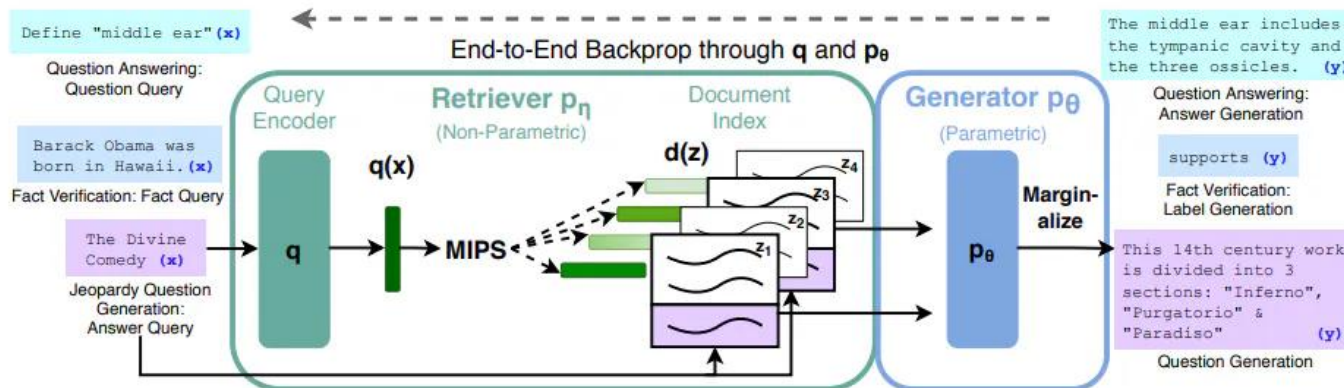 Define "middle ear" (x)
Question Answering:
Question Query
Barack Obama was
born in Hawaii. (x)
Fact Verification: Fact Query
The Divine
Comedy (x)
Jeopardy Question
Generation:
Answer Query
End-to-End Backprop through q and pθ
Query
Encoder
Retriever pη
(Non-Parametric)
Document
Index
q
q(x)
MIPS
d(z)
z4
z3
z2
z1
Generator pθ
(Parametric)
pθ
Margin-
alize
The middle ear includes
the tympanic cavity and
the three ossicles. (y)
Question Answering:
Answer Generation
supports (y)
Fact Verification:
Label Generation
This 14th century work
is divided into 3
sections: "Inferno",
"Purgatorio" &
"Paradiso" (y)
Question Generation